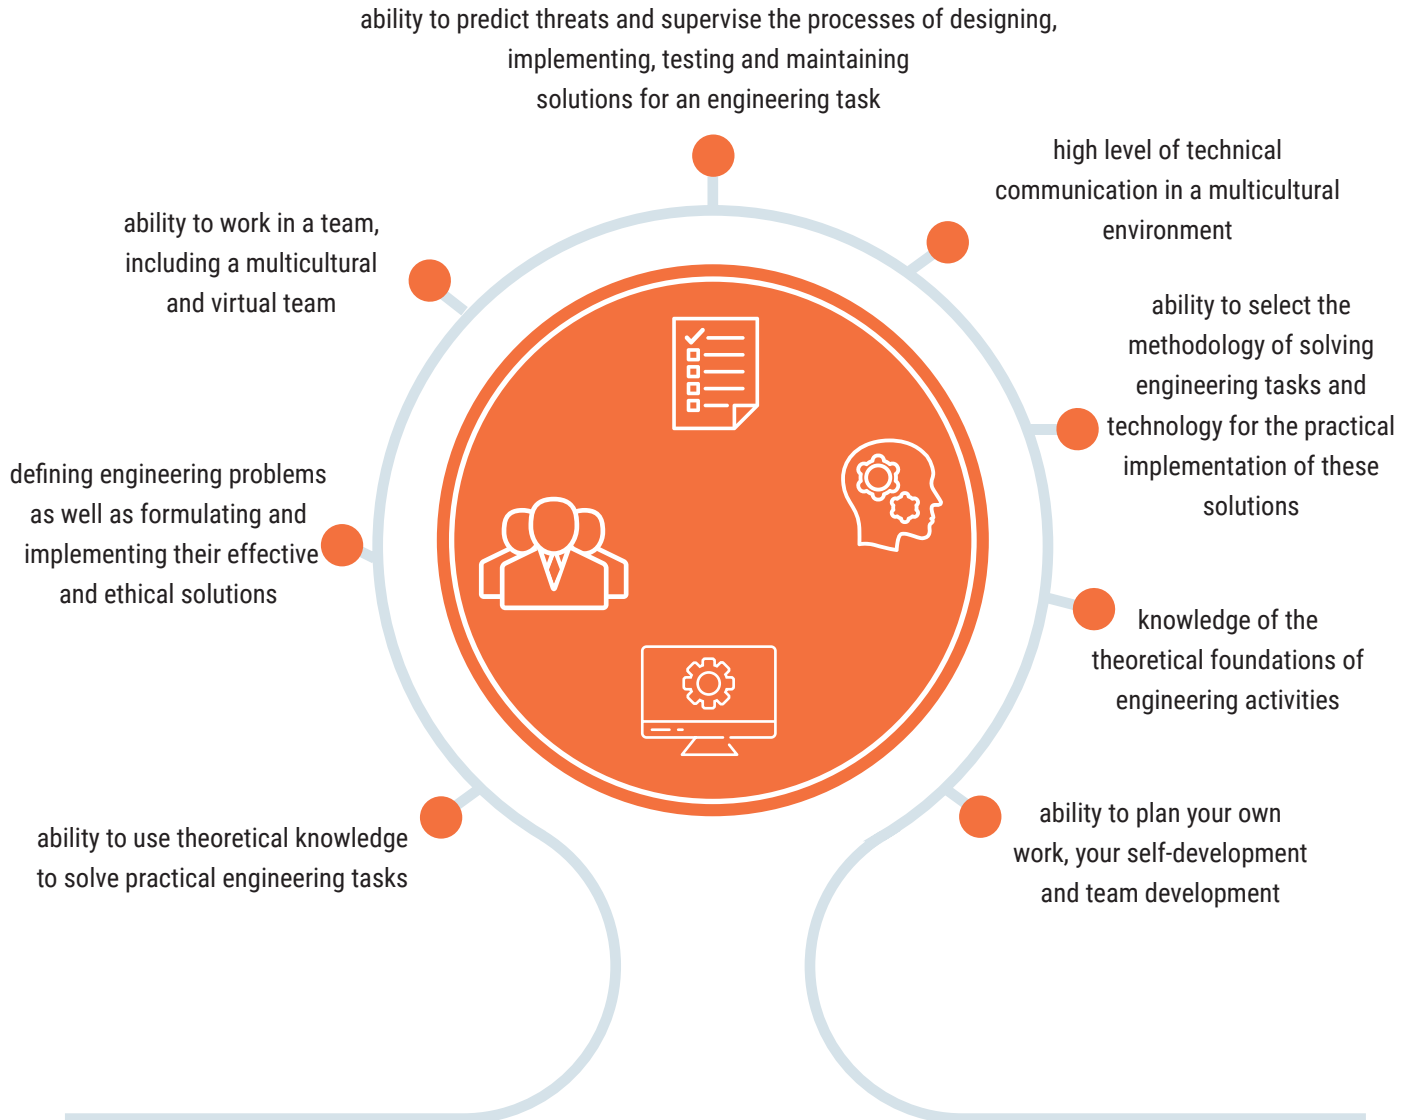 ability to predict threats and supervise the processes of designing,
implementing, testing and maintaining
solutions for an engineering task
high level of technical
communication in a multicultural
environment
ability to work in a team,
including a multicultural
and virtual team
ability to select the
methodology of solving
engineering tasks and
technology for the practical
implementation of these
solutions
defining engineering problems
as well as formulating and
implementing their effective
and ethical solutions
knowledge of the
theoretical foundations of
engineering activities
ability to plan your own
work, your self-development
and team development
ability to use theoretical knowledge
to solve practical engineering tasks